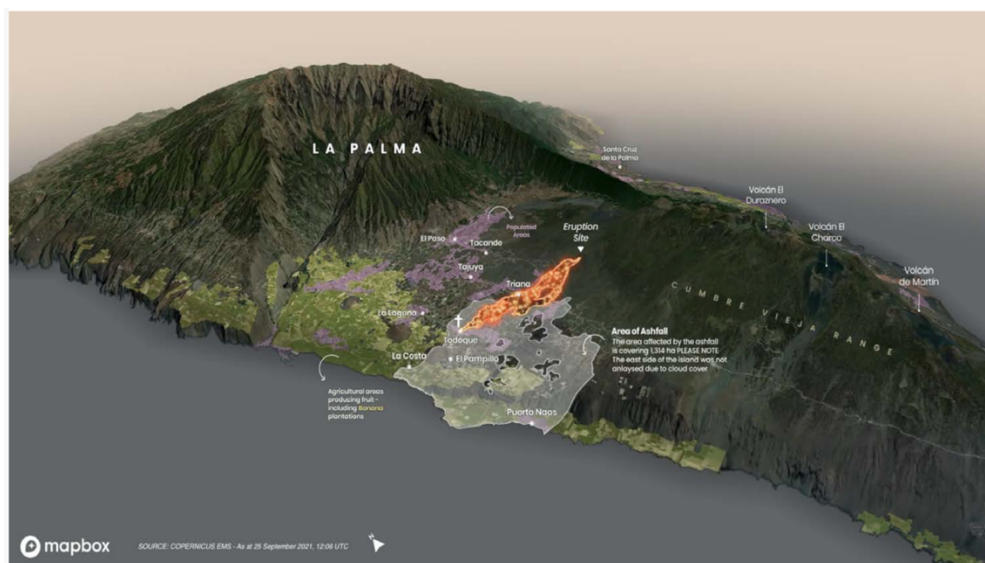 LA PALMA
Santa Cruz
de la Palma
Volcán El
Duraznero
Volcán El
Charco
Volcán
de Martin
CUMBRE VIEJA RANGE
Eruption
Site
Populated
Areas
El Paso
Tacande
Tajuya
Triana
La Laguna
Todoque
La Costa
El Pampillo
Puerto Naos
Area of Ashfall
The area affected by the ashfall
is covering 1,314 ha PLEASE NOTE
The east side of the island was not
anlaysed due to cloud cover
Agricultural areas
producing fruit -
including Banana
plantations
mapbox
SOURCE: COPERNICUS EMS - As at 25 September 2021, 12:06 UTC
N